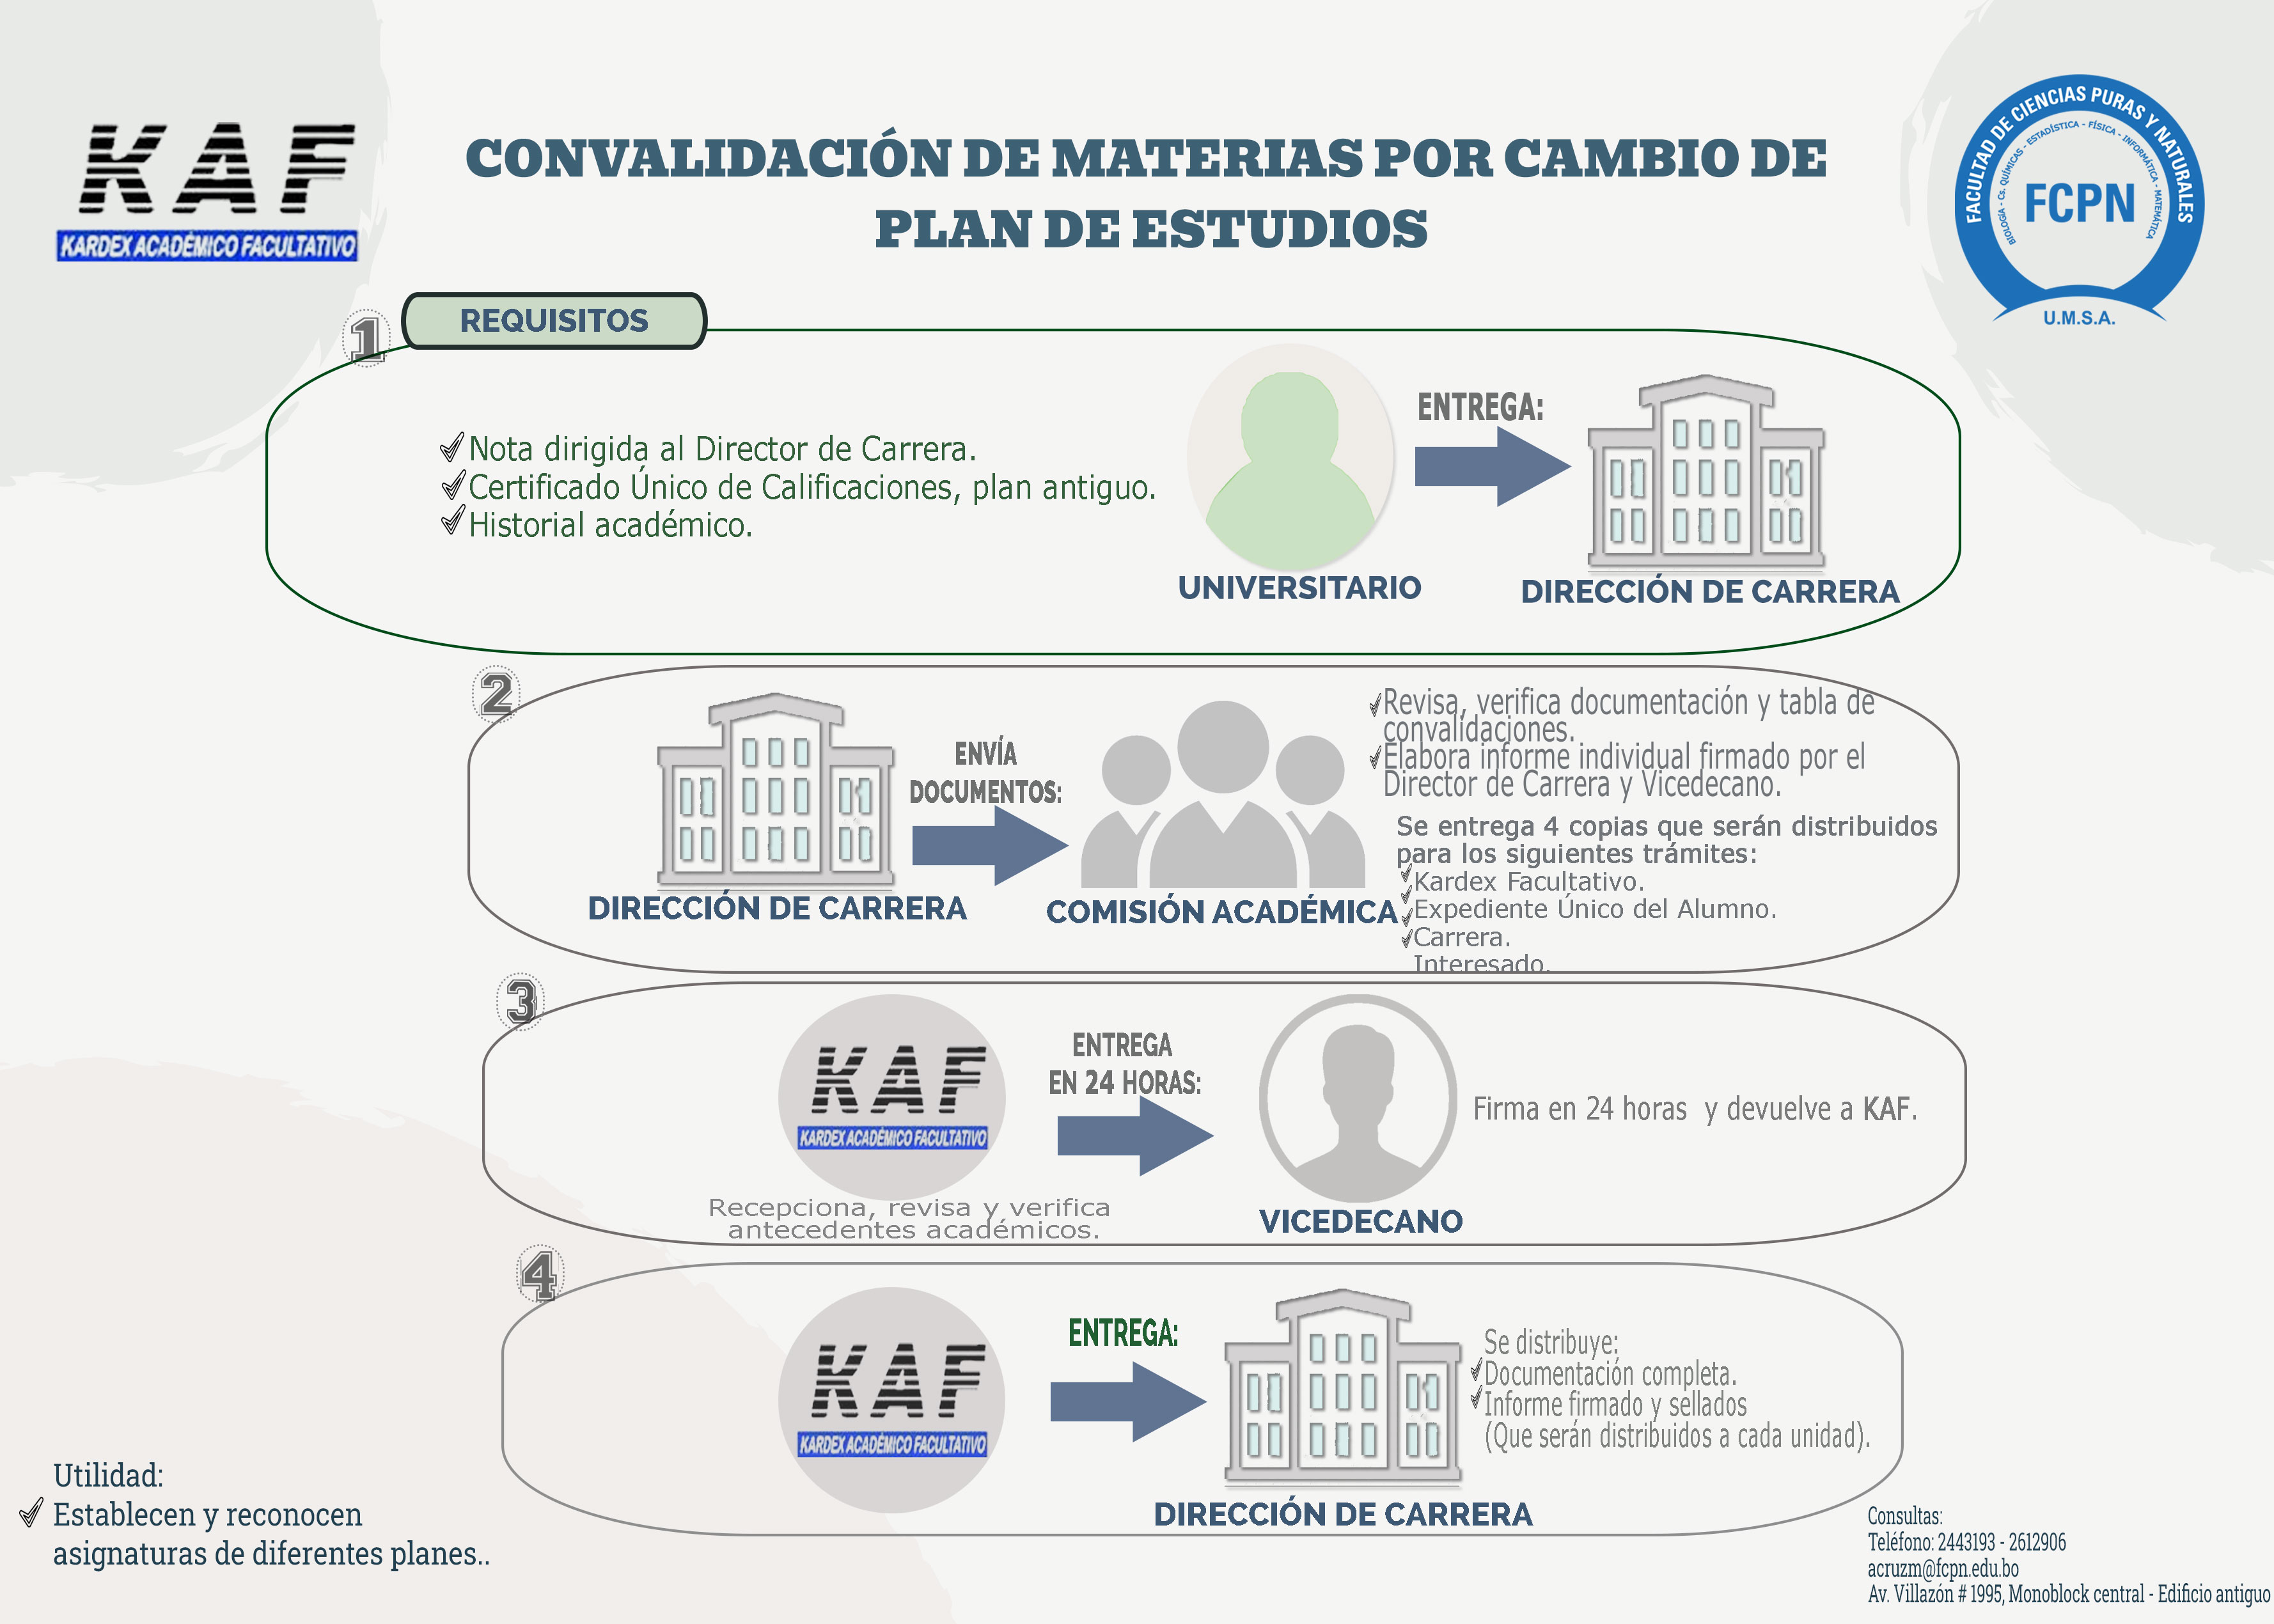 KAF
KARDEX ACADÉMICO FACULTATIVO
CONVALIDACIÓN DE MATERIAS POR CAMBIO DE
PLAN DE ESTUDIOS
FACULTAD DE CIENCIAS PURAS Y NATURALES
BIOLOGÍA - Cs. QUÍMICAS - ESTADÍSTICA - FÍSICA - INFORMÁTICA - MATEMÁTICA
FCPN
U.M.S.A.
1
REQUISITOS
Nota dirigida al Director de Carrera.
Certificado Único de Calificaciones, plan antiguo.
Historial académico.
UNIVERSITARIO
ENTREGA:
DIRECCIÓN DE CARRERA
2
DIRECCIÓN DE CARRERA
ENVÍA
DOCUMENTOS:
COMISIÓN ACADÉMICA
Revisa, verifica documentación y tabla de
convalidaciones.
Elabora informe individual firmado por el
Director de Carrera y Vicedecano.
Se entrega 4 copias que serán distribuidos
para los siguientes trámites:
Kardex Facultativo.
Expediente Único del Alumno.
Carrera.
Interesado.
3
KAF
KARDEX ACADÉMICO FACULTATIVO
Recepciona, revisa y verifica
antecedentes académicos.
ENTREGA
EN 24 HORAS:
VICEDECANO
Firma en 24 horas y devuelve a KAF.
4
KAF
KARDEX ACADÉMICO FACULTATIVO
ENTREGA:
DIRECCIÓN DE CARRERA
Se distribuye:
Documentación completa.
Informe firmado y sellados
(Que serán distribuidos a cada unidad).
Utilidad:
Establecen y reconocen
asignaturas de diferentes planes..
Consultas:
Teléfono: 2443193 - 2612906
acruzm@fcpn.edu.bo
Av. Villazón # 1995, Monoblock central - Edificio antiguo